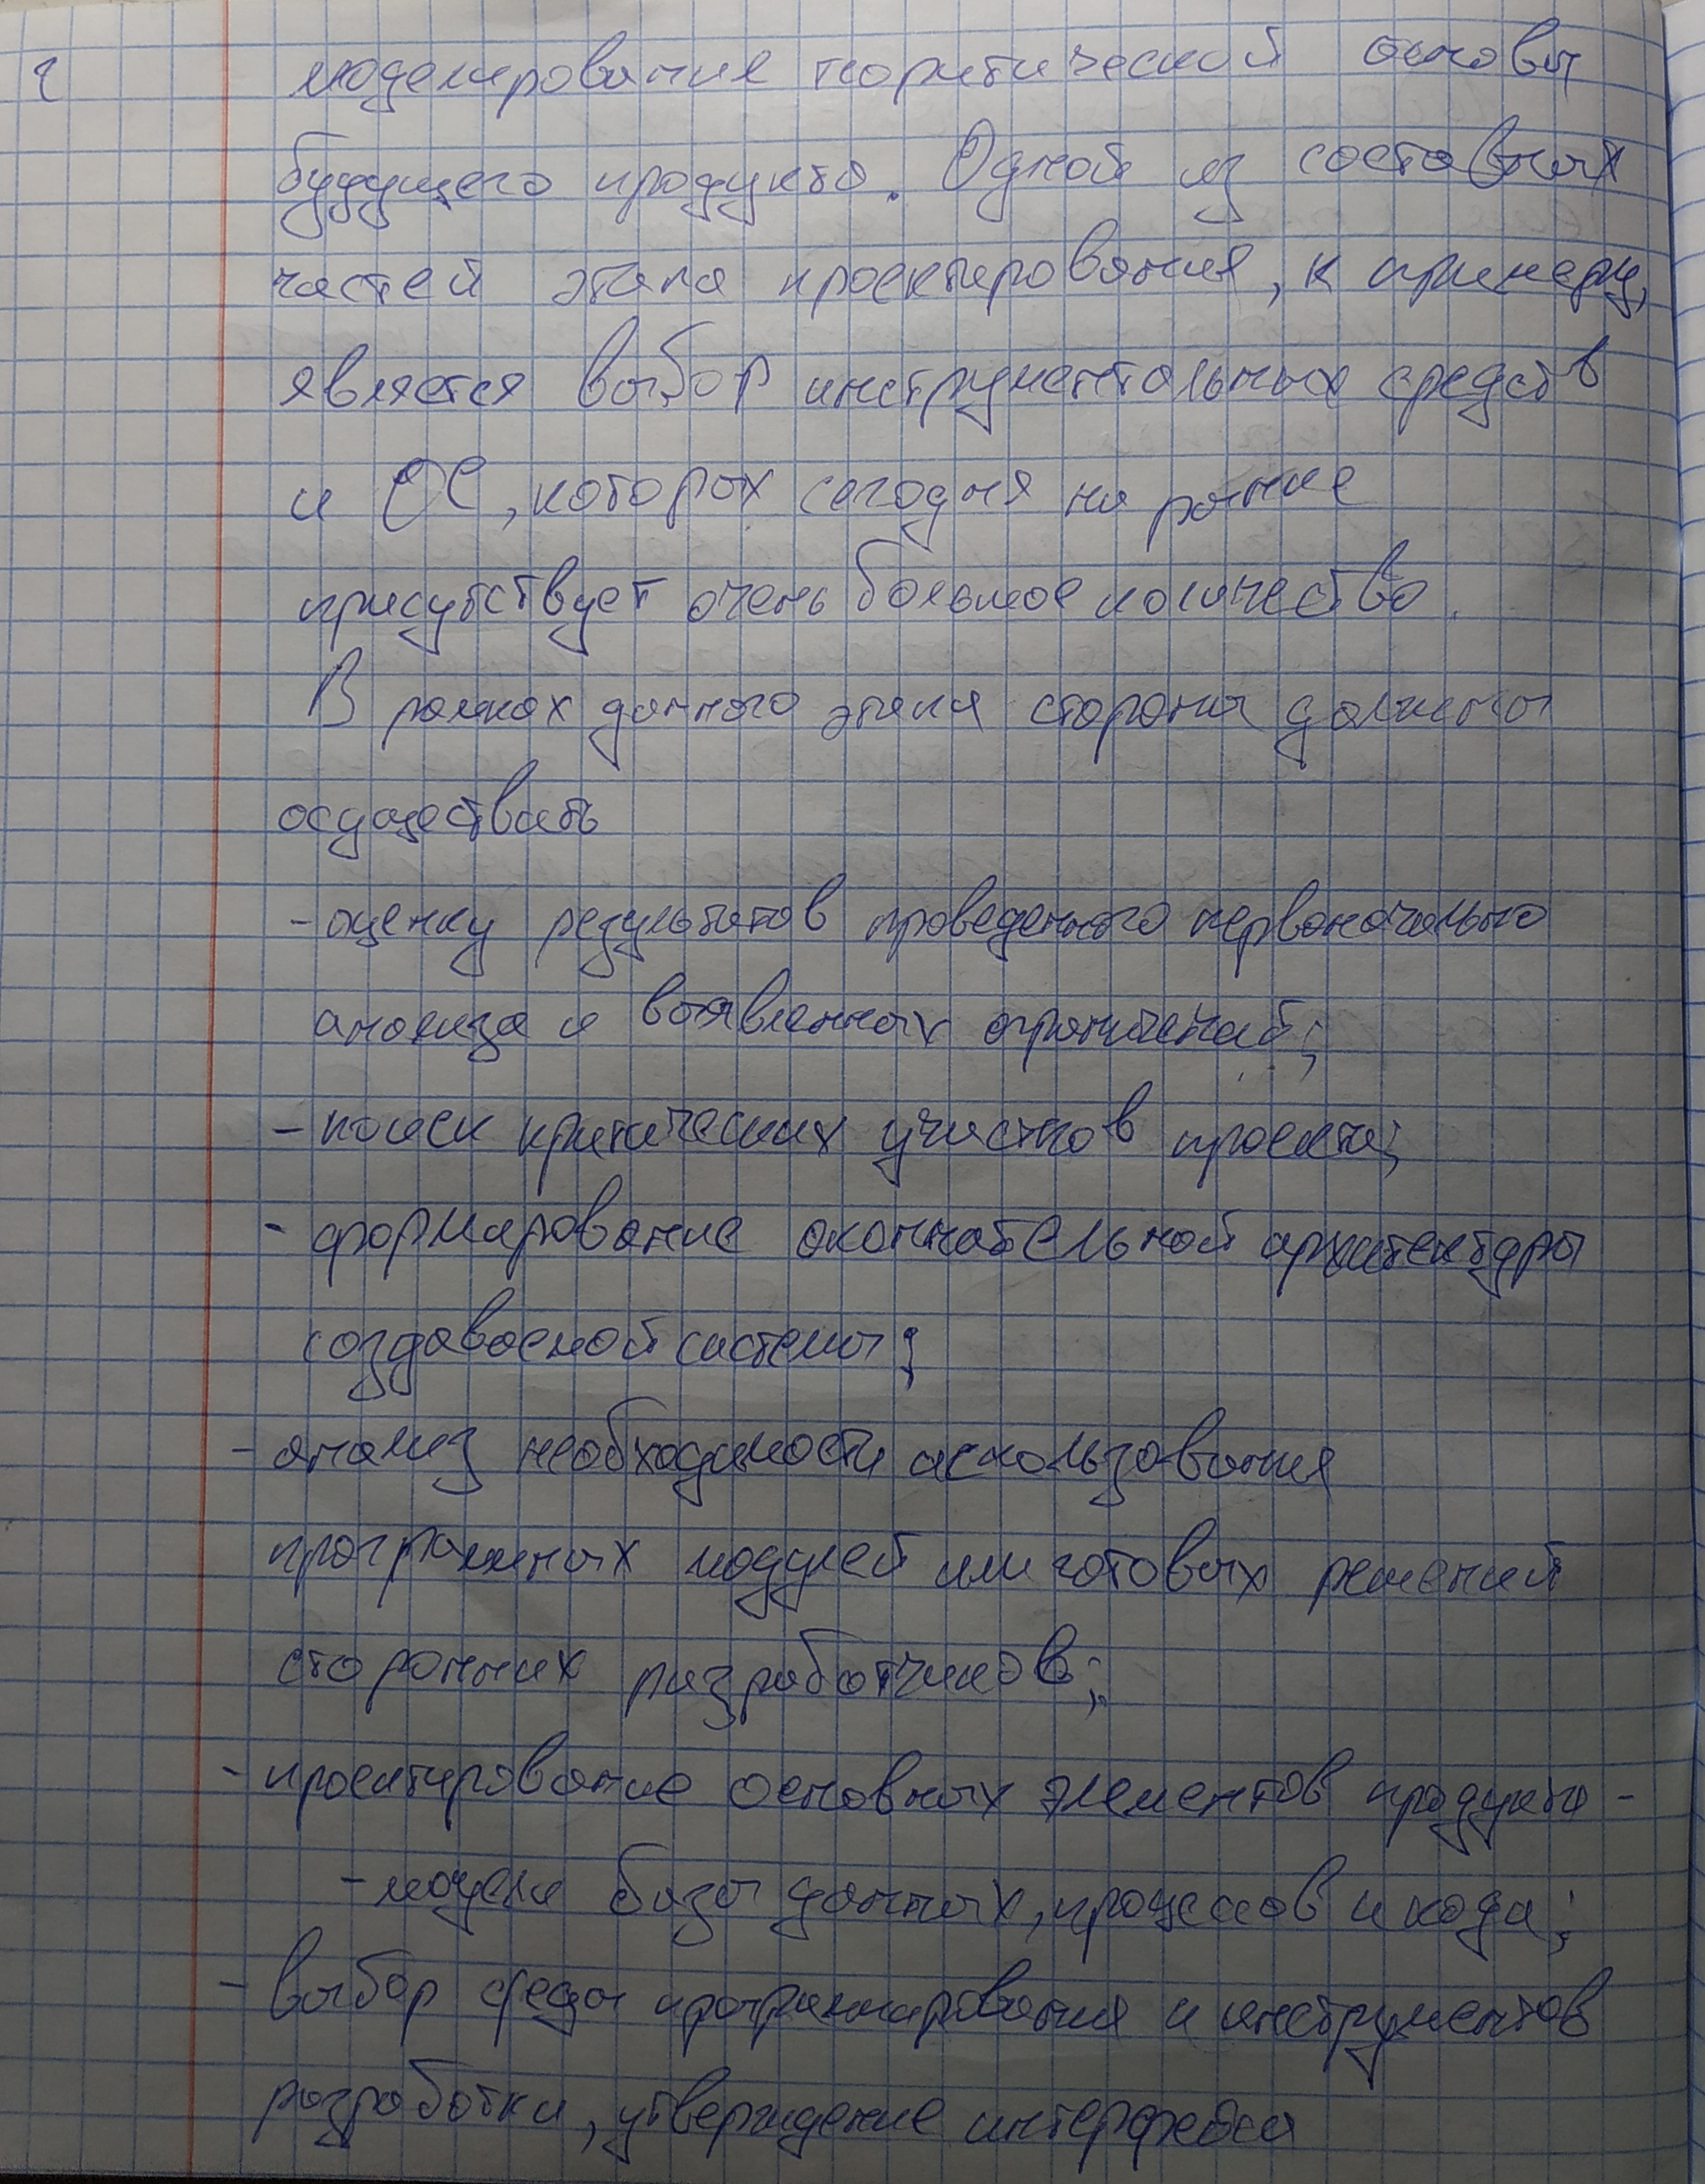 моделирование теоритической основы
будущего продукта. Одной из составных
частей этапа проектирования, к примеру,
является выбор инструментальных средств
и ОС, которых сегодня на рынке
присутствует очень большое количество.
В рамках данного этапа стороны должны
осуществить
- оценку результатов проведенного первоначально
анализа и выявленных ограничений;
- поиск критических участков проекта;
- формирование окончательной архитектуры
создаваемой системы;
- анализ необходимости использования
программных модулей или готовых решений
сторонних разработчиков;
- проектирование основных элементов продукта -
- модели базы данных, процессов и кода;
- выбор среды программирования и инструментов
разработки, утверждение интерфейса